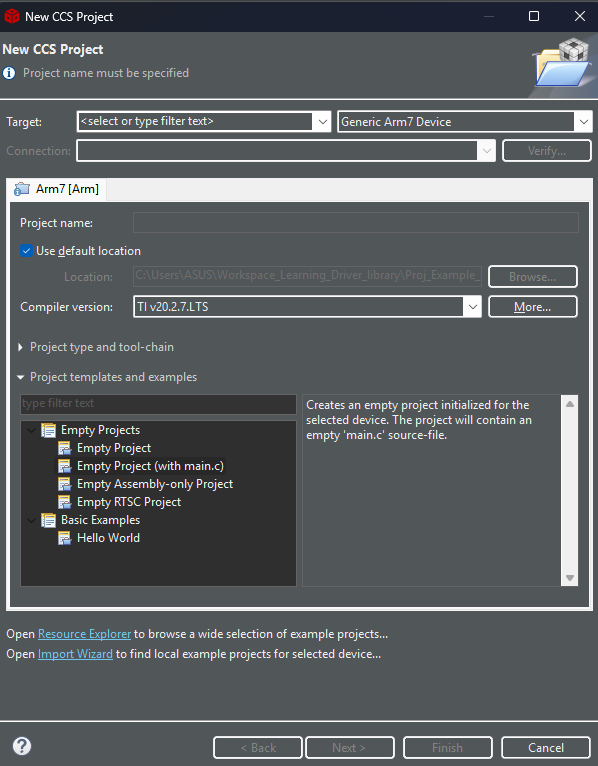 New CCS Project
New CCS Project
Project name must be specified
Target: <select or type filter text> Generic Arm7 Device
Connection: Verify...
Arm7 [Arm]
Project name:
Use default location
Location: C:\Users\ASUS\Workspace_Learning_Driver_library\Proj_Example_ Browse...
Compiler version: TI v20.2.7.LTS More...
Project type and tool-chain
Project templates and examples
type filter text
Empty Projects
Empty Project
Empty Project (with main.c)
Empty Assembly-only Project
Empty RTSC Project
Basic Examples
Hello World
Creates an empty project initialized for the
selected device. The project will contain an
empty 'main.c' source-file.
Open Resource Explorer to browse a wide selection of example projects...
Open Import Wizard to find local example projects for selected device...
? < Back Next > Finish Cancel